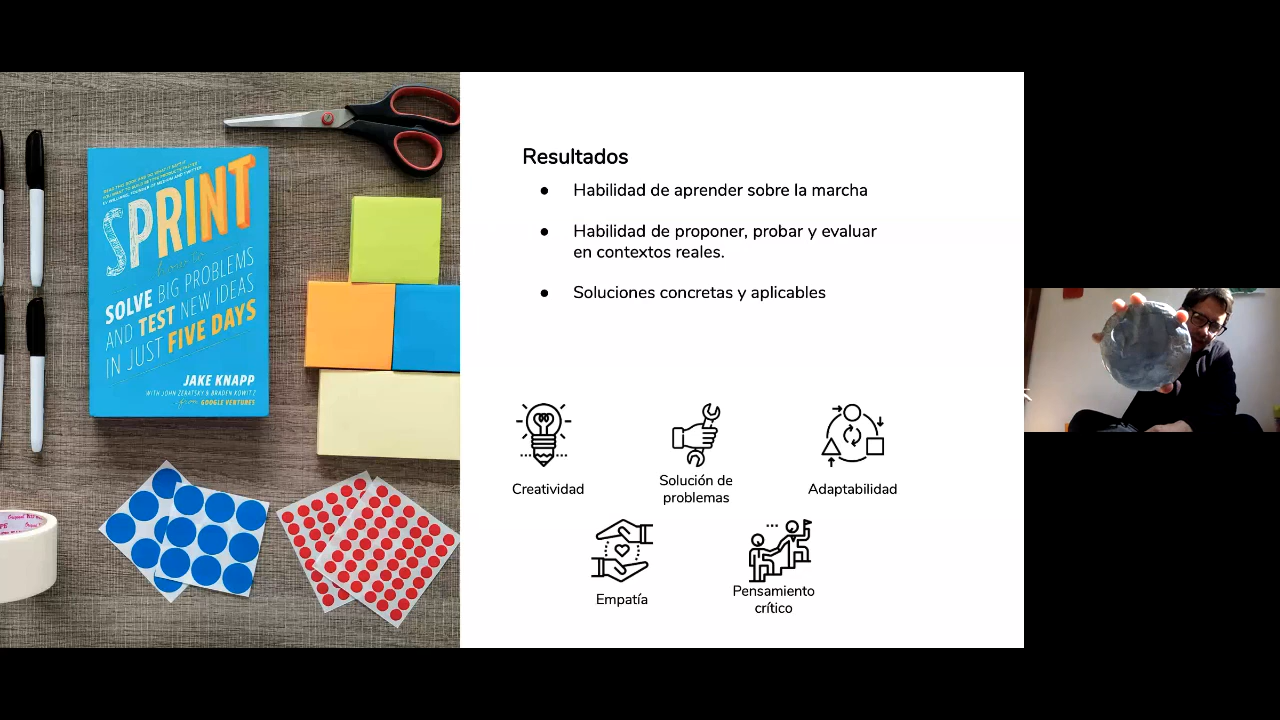 SPRINT
SOLVE BIG PROBLEMS
AND TEST NEW IDEAS
IN JUST FIVE DAYS
JAKE KNAPP
WITH JOHN ZERATSKY & BRADEN KOWITZ
from GOOGLE VENTURES
Resultados
● Habilidad de aprender sobre la marcha
● Habilidad de proponer, probar y evaluar
en contextos reales.
● Soluciones concretas y aplicables
Creatividad
Solución de
problemas
Adaptabilidad
Empatía
Pensamiento
crítico